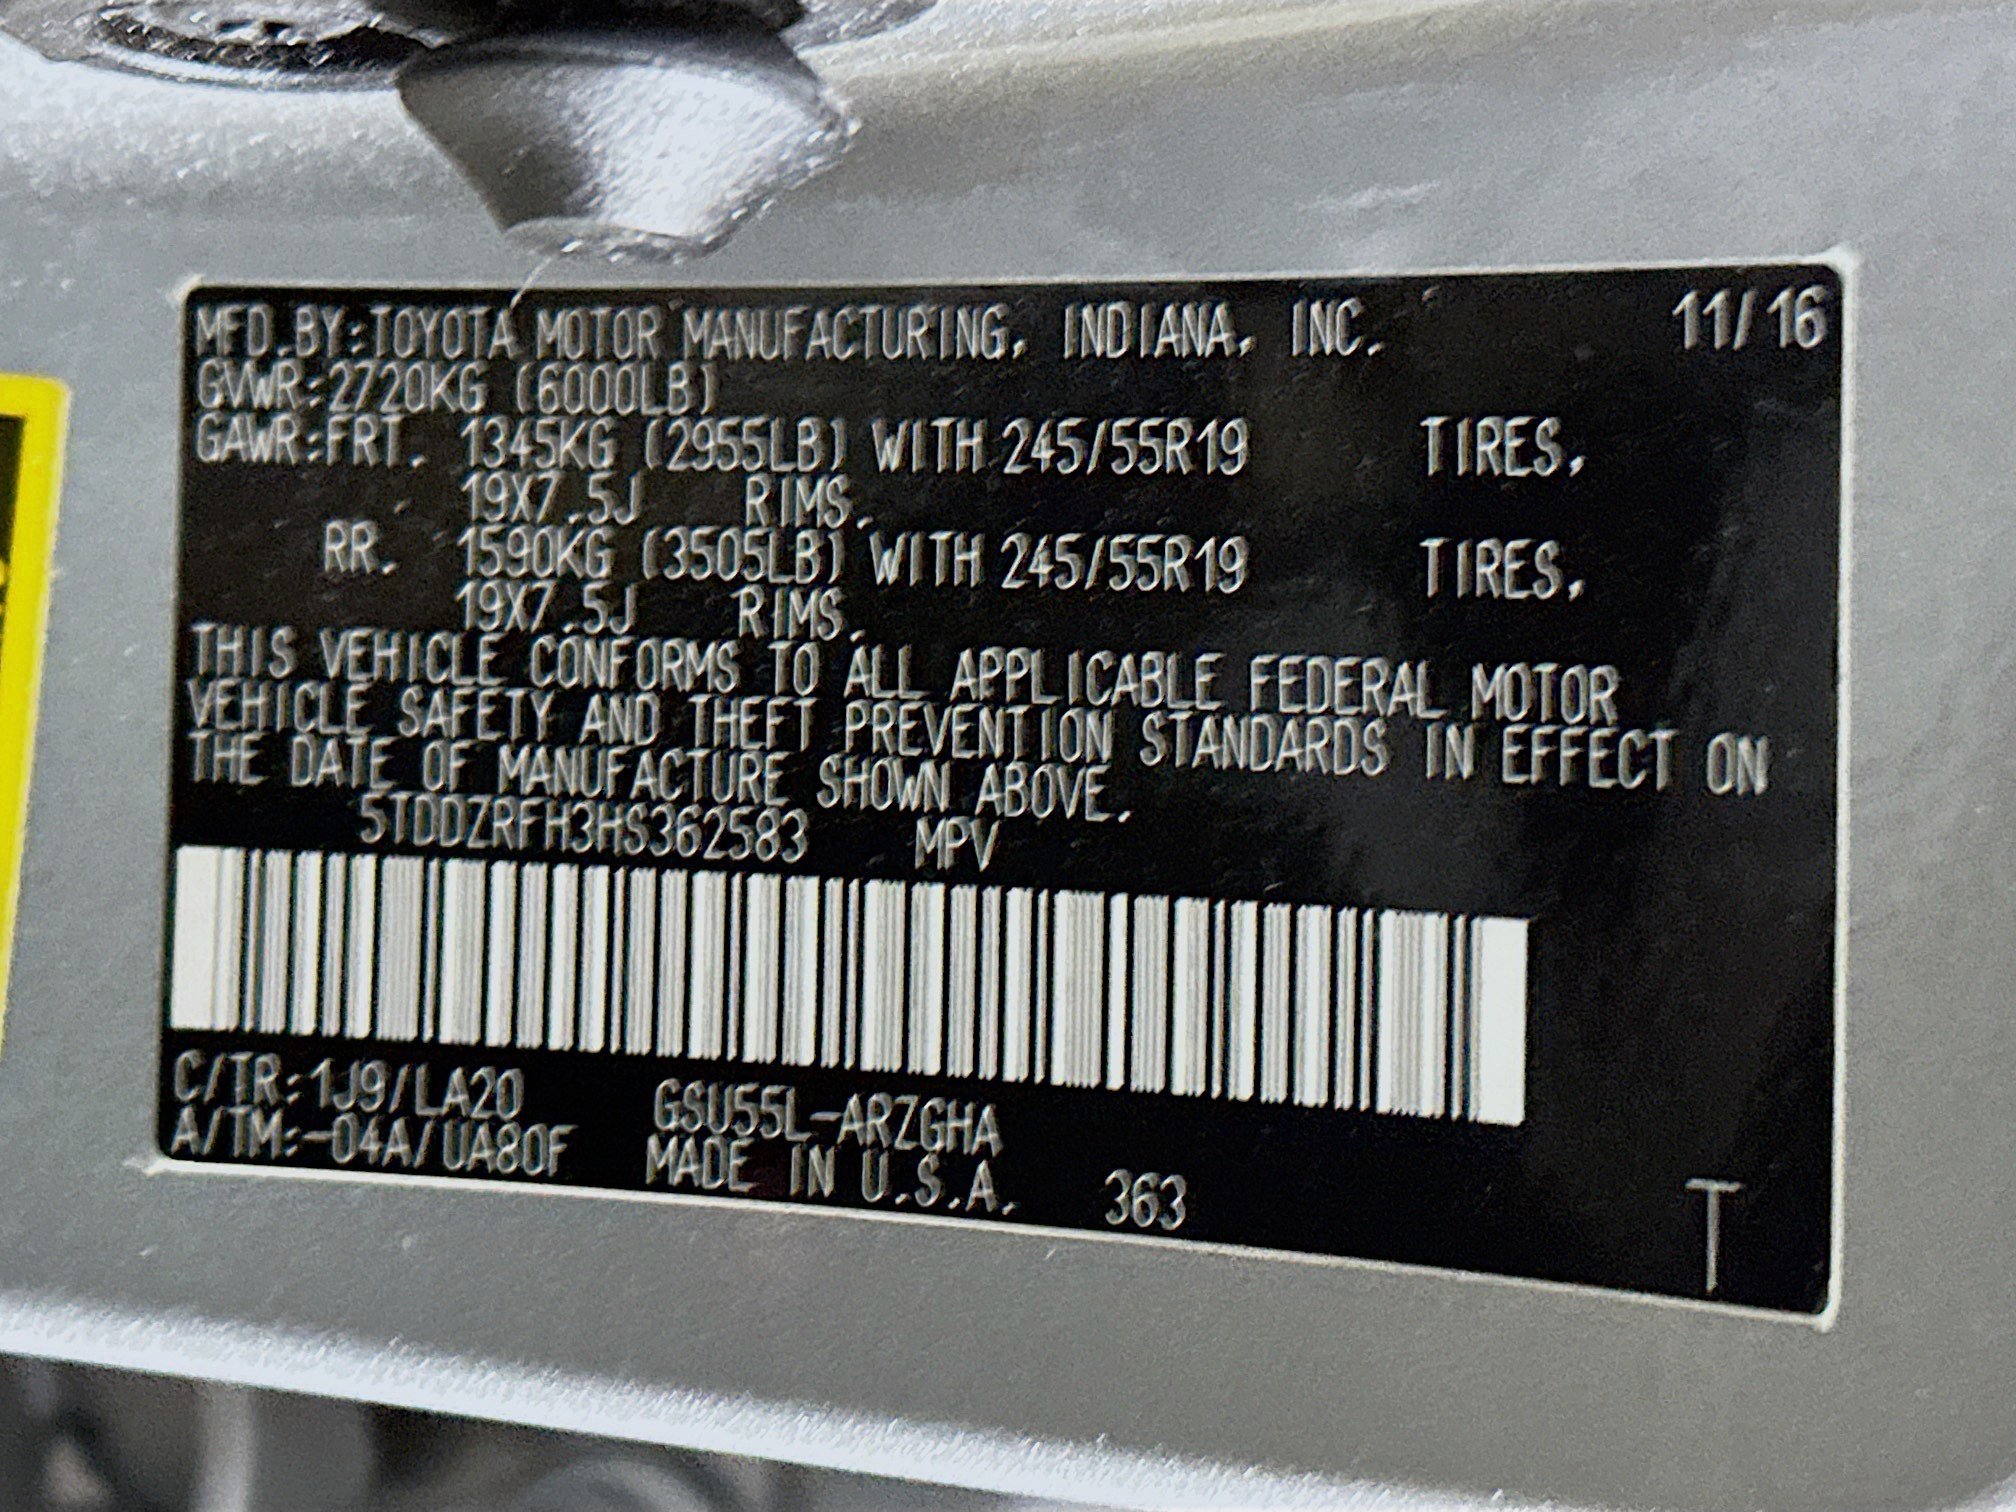 MFD.BY:TOYOTA MOTOR MANUFACTURING, INDIANA, INC. 11/16
GVWR:2720KG (6000LB)
GAWR:FRT. 1345KG (2955LB) WITH 245/55R19 TIRES,
19X7.5J RIMS.
RR. 1590KG (3505LB) WITH 245/55R19 TIRES,
19X7.5J RIMS.
THIS VEHICLE CONFORMS TO ALL APPLICABLE FEDERAL MOTOR
VEHICLE SAFETY AND THEFT PREVENTION STANDARDS IN EFFECT ON
THE DATE OF MANUFACTURE SHOWN ABOVE.
5TDDZRFH3HS362583 MPV
C/TR:1J9/LA20 GSU55L-ARZGHA
A/TM:-04A/UA80F MADE IN U.S.A. 363
T